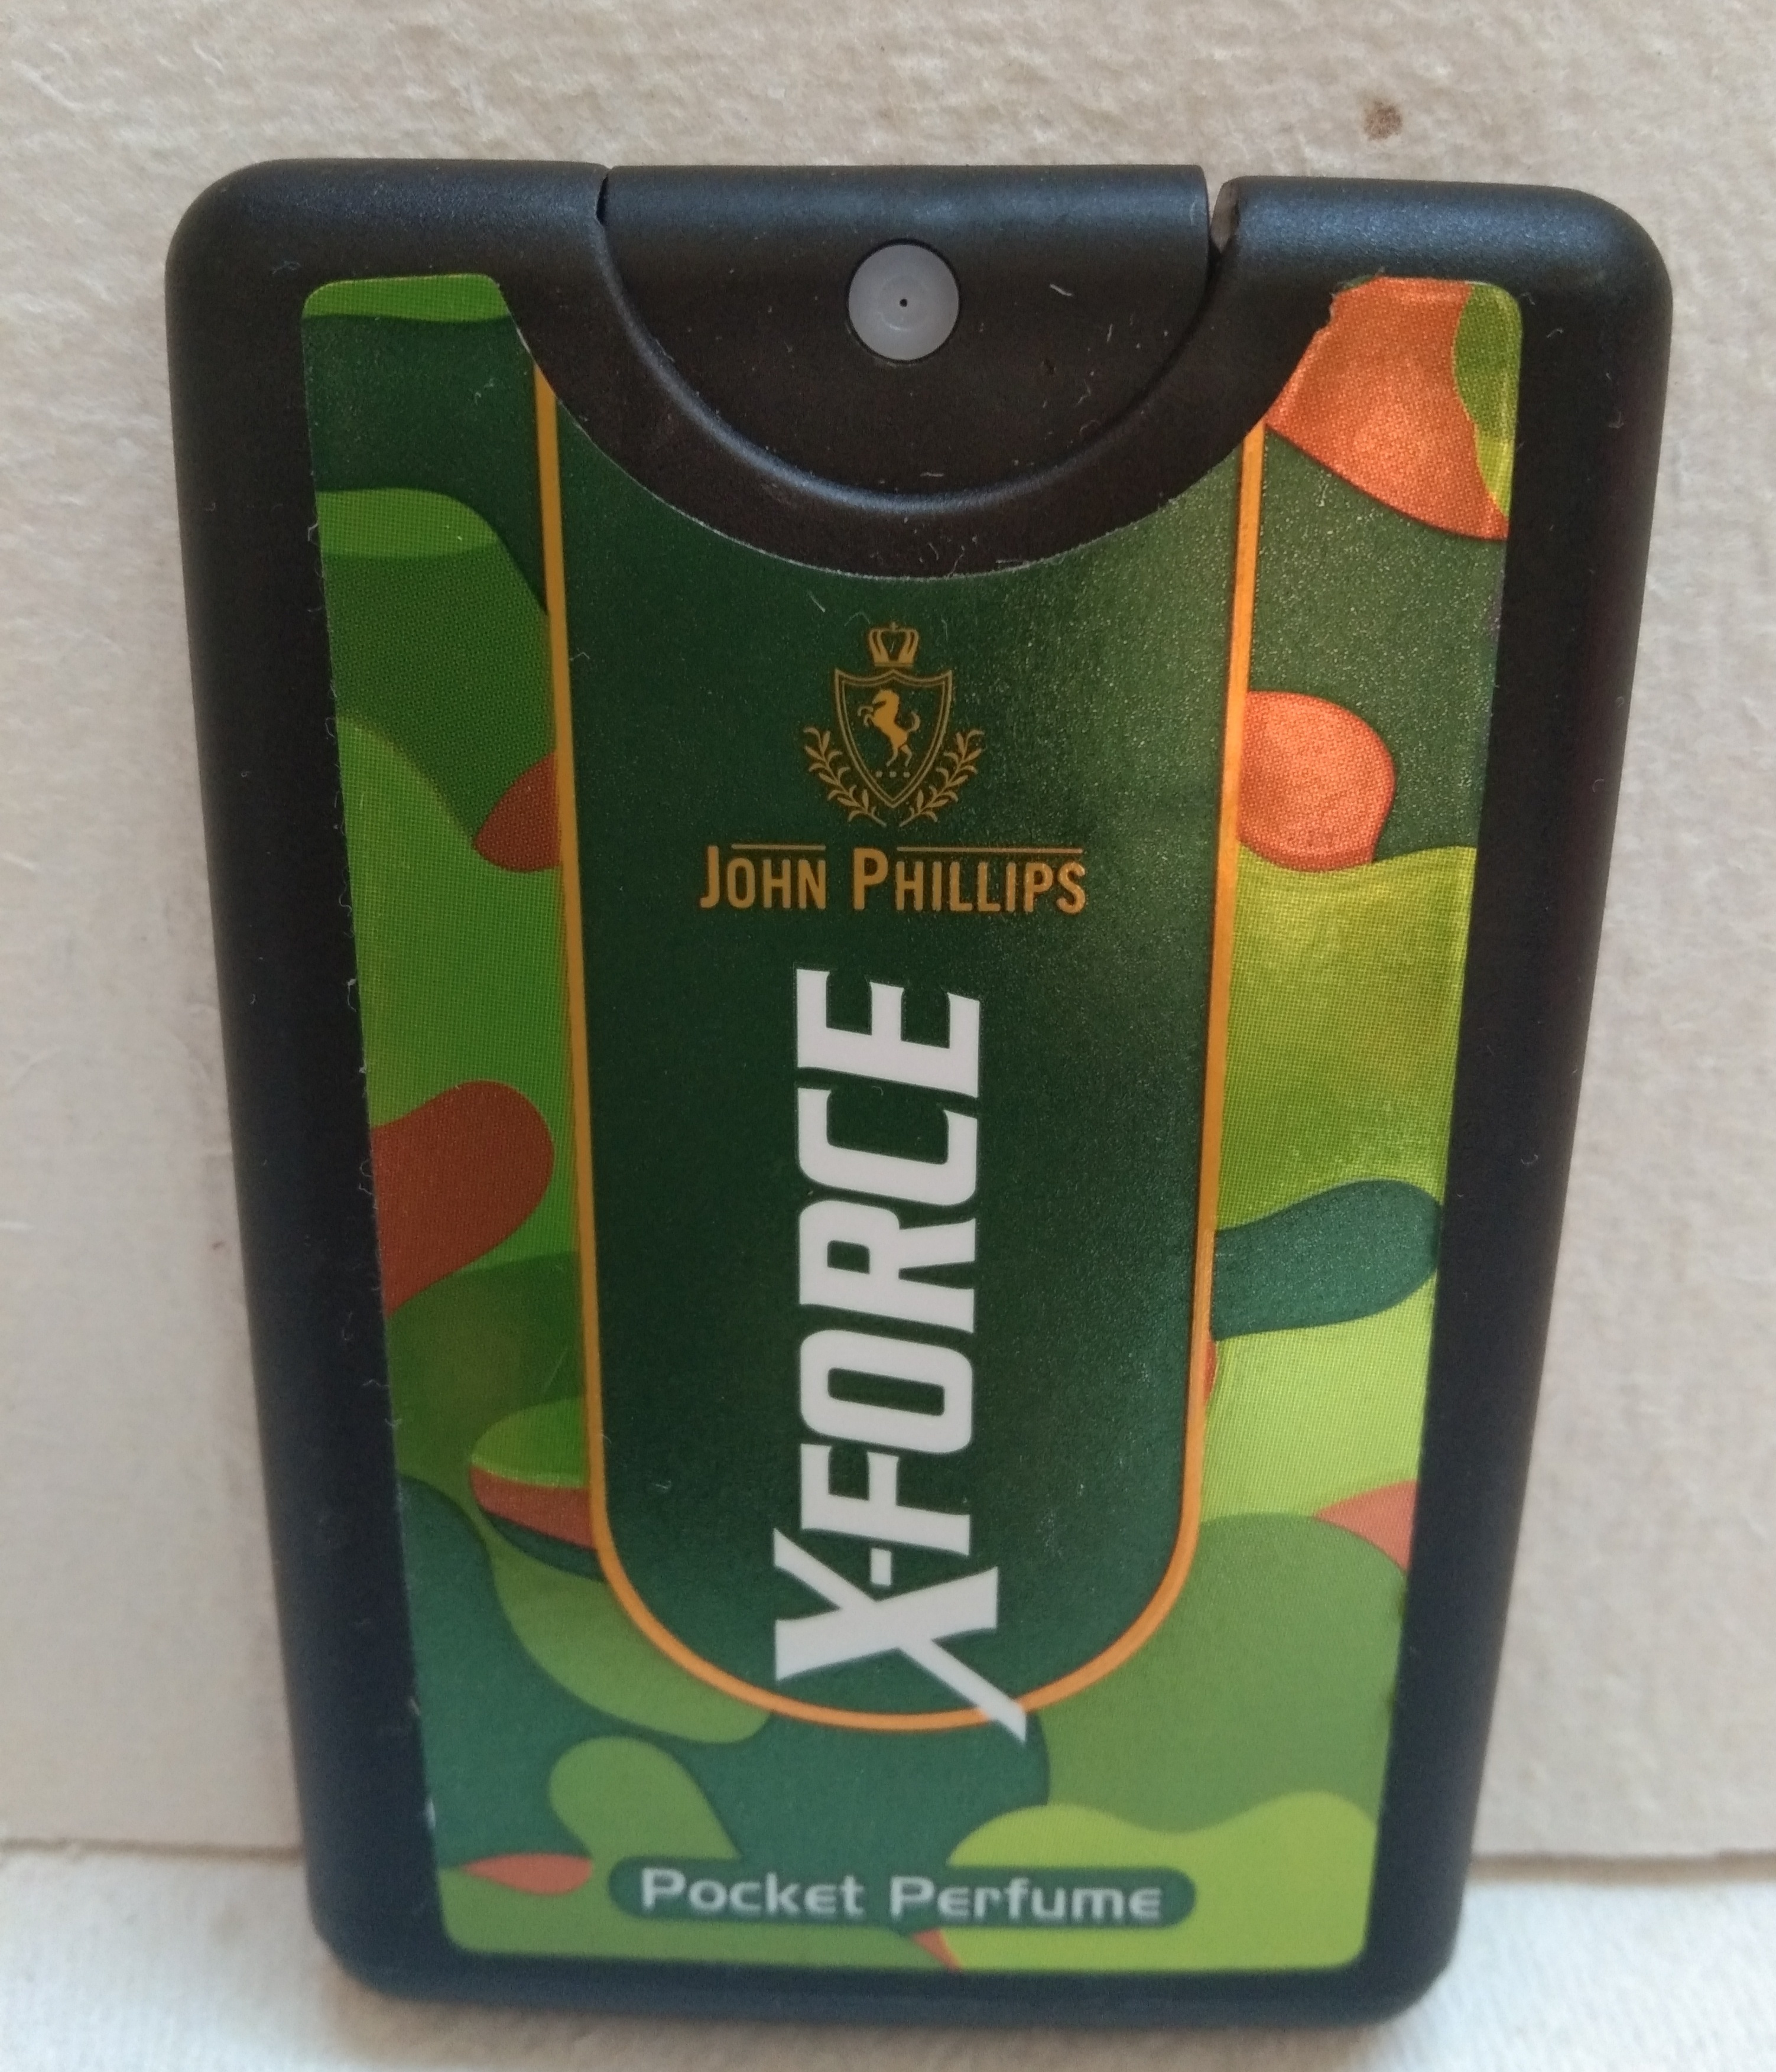 JOHN PHILLIPS
X-FORCE
Pocket Perfume